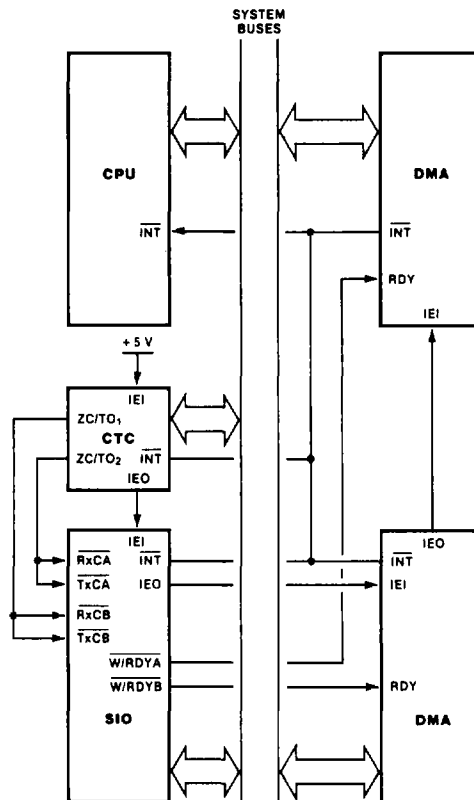 SYSTEM
BUSES
CPU
INT
DMA
INT
RDY
IEI
+5 V
IEI
ZC/TO₁
CTC
ZC/TO₂
INT
IEO
IEI
RxCA
INT
TxCA
IEO
RxCB
TxCB
W/RDYA
W/RDYB
SIO
IEO
INT
IEI
RDY
DMA